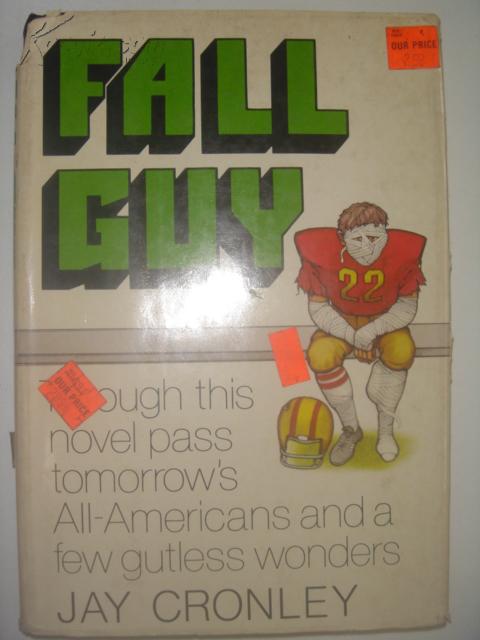 FALL
GUY
OUR PRICE
22
Through this
novel pass
tomorrow's
All-Americans and a
few gutless wonders
JAY CRONLEY
OUR PRICE